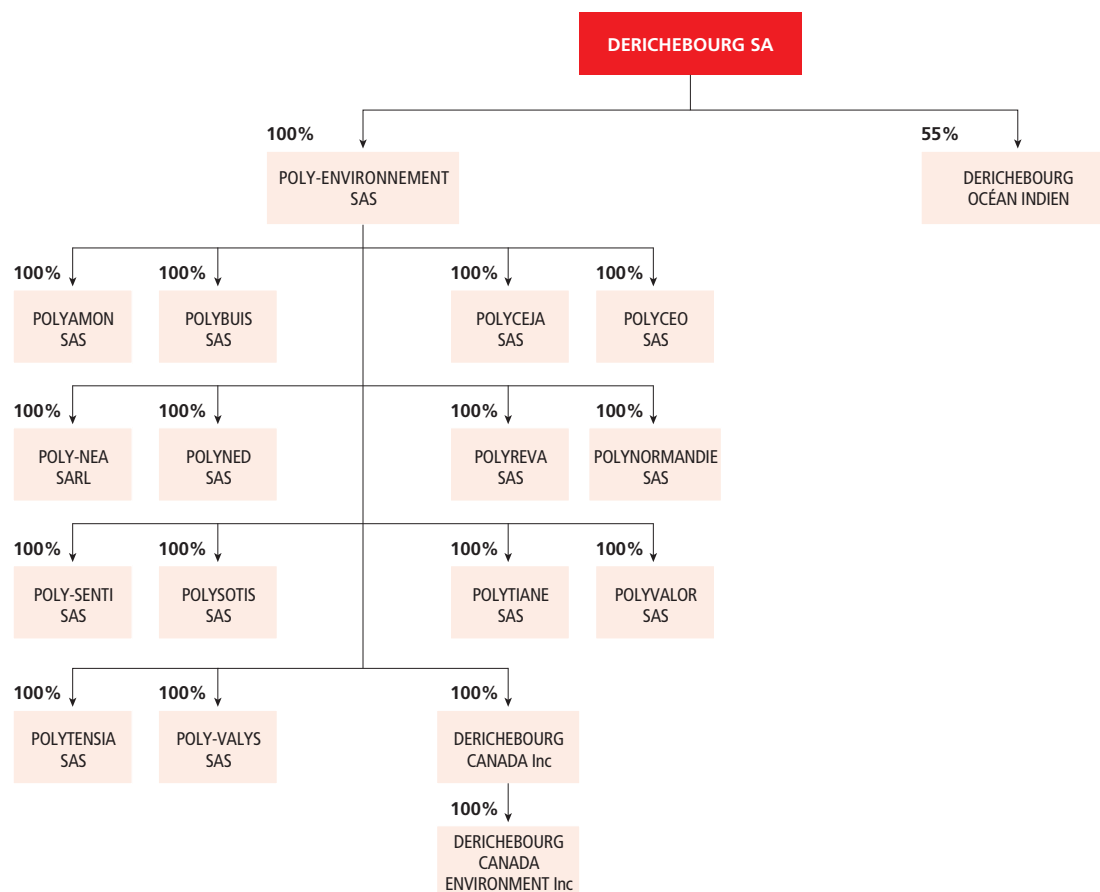 DERICHEBOURG SA
100%
55%
POLY-ENVIRONNEMENT
SAS
DERICHEBOURG
OCÉAN INDIEN
100%
100%
100%
100%
POLYAMON
SAS
POLYBUIS
SAS
POLYCEJA
SAS
POLYCEO
SAS
100%
100%
100%
100%
POLY-NEA
SARL
POLYNED
SAS
POLYREVA
SAS
POLYNORMANDIE
SAS
100%
100%
100%
100%
POLY-SENTI
SAS
POLYSOTIS
SAS
POLYTIANE
SAS
POLYVALOR
SAS
100%
100%
100%
POLYTENSIA
SAS
POLY-VALYS
SAS
DERICHEBOURG
CANADA Inc
100%
DERICHEBOURG
CANADA
ENVIRONMENT Inc